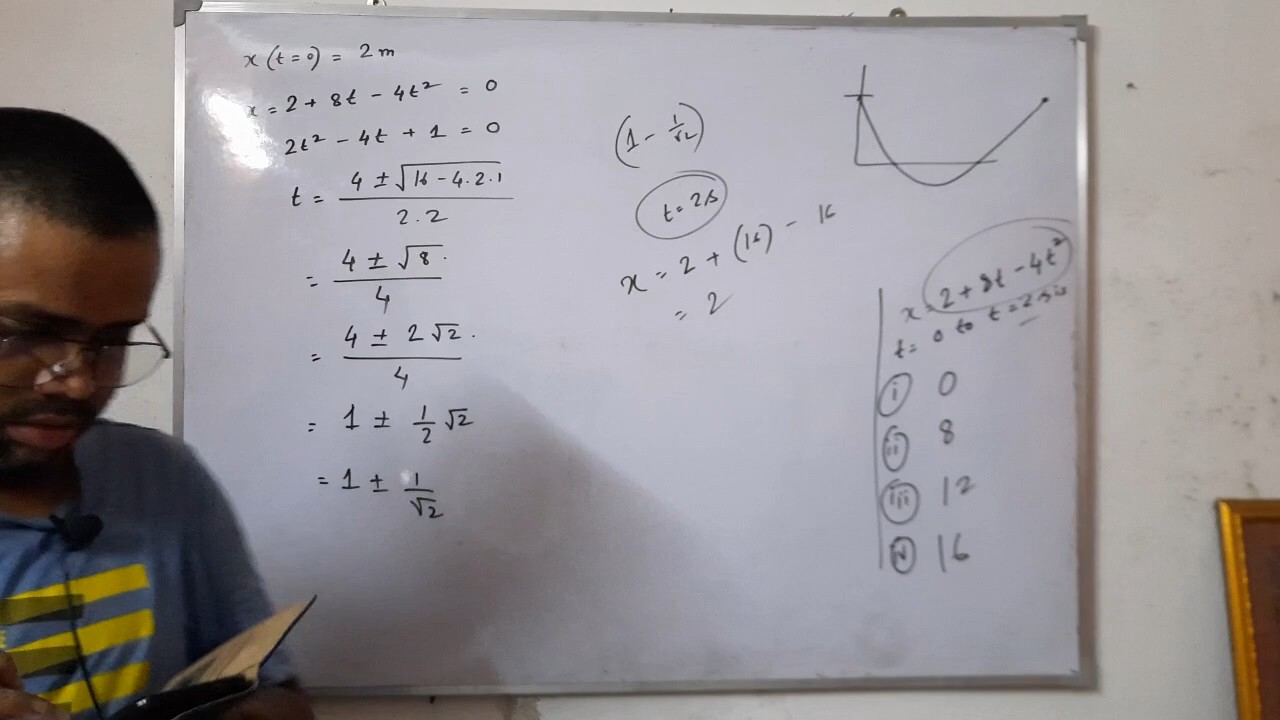 x (t=0) = 2 m
x = 2 + 8t - 4t² = 0
2t² - 4t + 1 = 0
t = (4 ± √(16 - 4.2.1)) / 2.2
= (4 ± √8) / 4
= (4 ± 2√2) / 4
= 1 ± 1/2 √2
= 1 ± 1/√2
(1 - 1/√2)
t = 2s
x = 2 + (16) - 16
= 2
x = 2 + 8t - 4t²
t = 0 to t = 2
i 0
ii 8
iii 12
iv 16